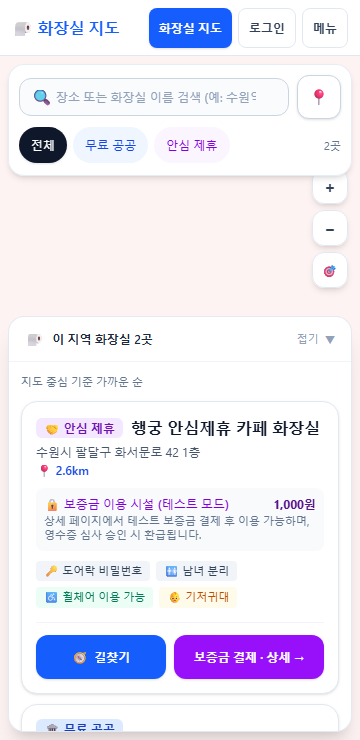 화장실 지도
화장실 지도
로그인
메뉴
장소 또는 화장실 이름 검색 (예: 수원역
전체
무료 공공
안심 제휴
2곳
+
−
이 지역 화장실 2곳
접기 ▼
지도 중심 기준 가까운 순
안심 제휴
행궁 안심제휴 카페 화장실
수원시 팔달구 화서문로 42 1층
2.6km
보증금 이용 시설 (테스트 모드)
1,000원
상세 페이지에서 테스트 보증금 결제 후 이용 가능하며,
영수증 심사 승인 시 환급됩니다.
도어락 비밀번호
남녀 분리
휠체어 이용 가능
기저귀대
길찾기
보증금 결제 · 상세 →
무료 공공